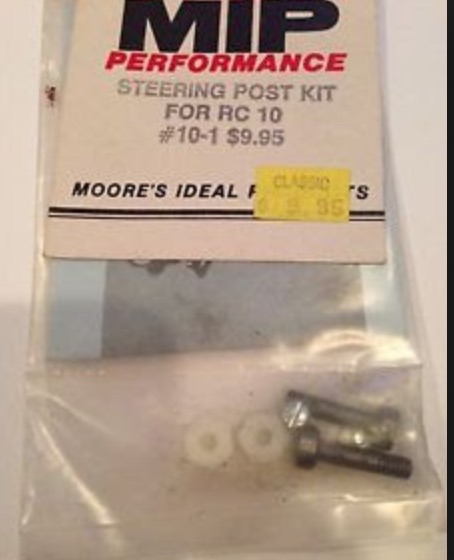 MIP
PERFORMANCE
STEERING POST KIT
FOR RC 10
#10-1 $9.95
MOORE'S IDEAL
CLASSIC